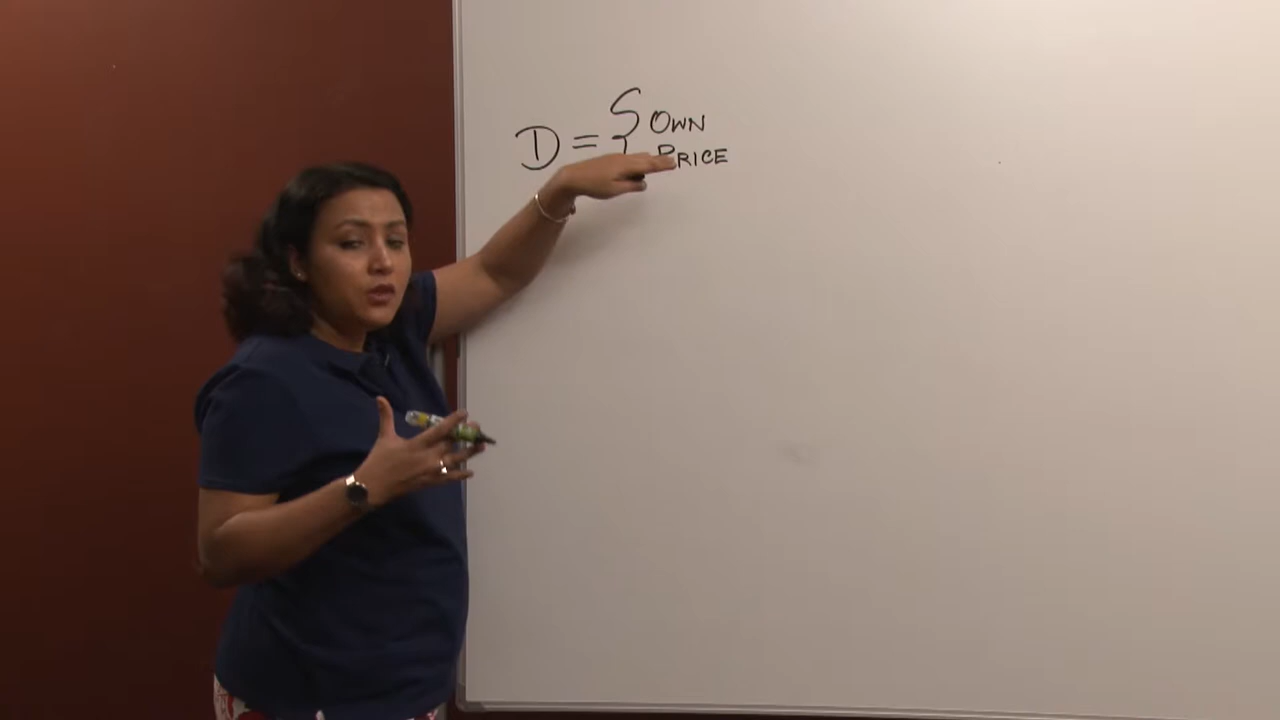 D = { OWN
PRICE